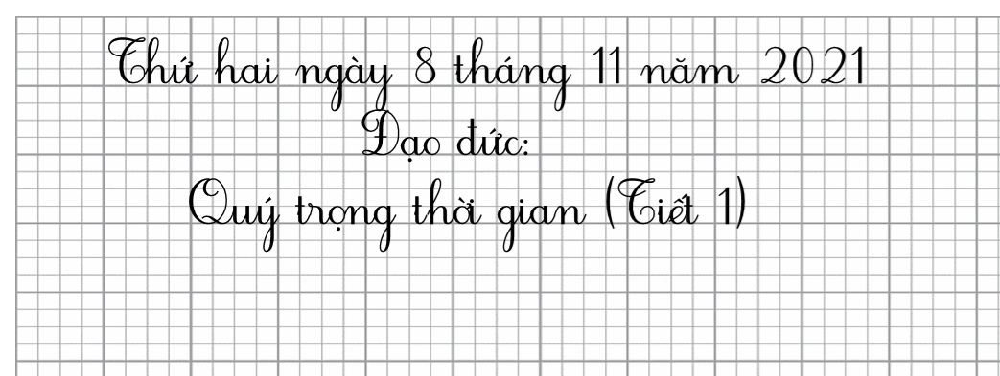 Thứ hai ngày 8 tháng 11 năm 2021
Đạo đức:
Quý trọng thời gian (Tiết 1)